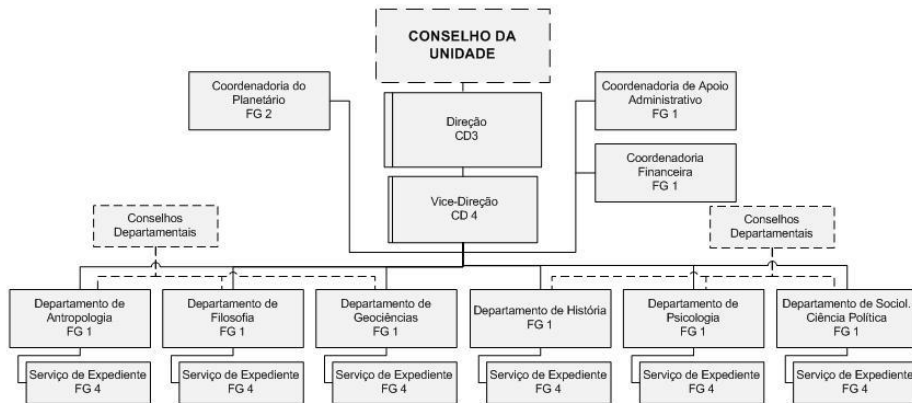 CONSELHO DA
UNIDADE
Coordenadoria do
Planetário
FG 2
Coordenadoria de Apoio
Administrativo
FG 1
Direção
CD3
Coordenadoria
Financeira
FG 1
Vice-Direção
CD 4
Conselhos
Departamentais
Conselhos
Departamentais
Departamento de
Antropologia
FG 1
Departamento de
Filosofia
FG 1
Departamento de
Geociências
FG 1
Departamento de História
FG 1
Departamento de
Psicologia
FG 1
Departamento de Sociol.
Ciência Política
FG 1
Serviço de Expediente
FG 4
Serviço de Expediente
FG 4
Serviço de Expediente
FG 4
Serviço de Expediente
FG 4
Serviço de Expediente
FG 4
Serviço de Expediente
FG 4